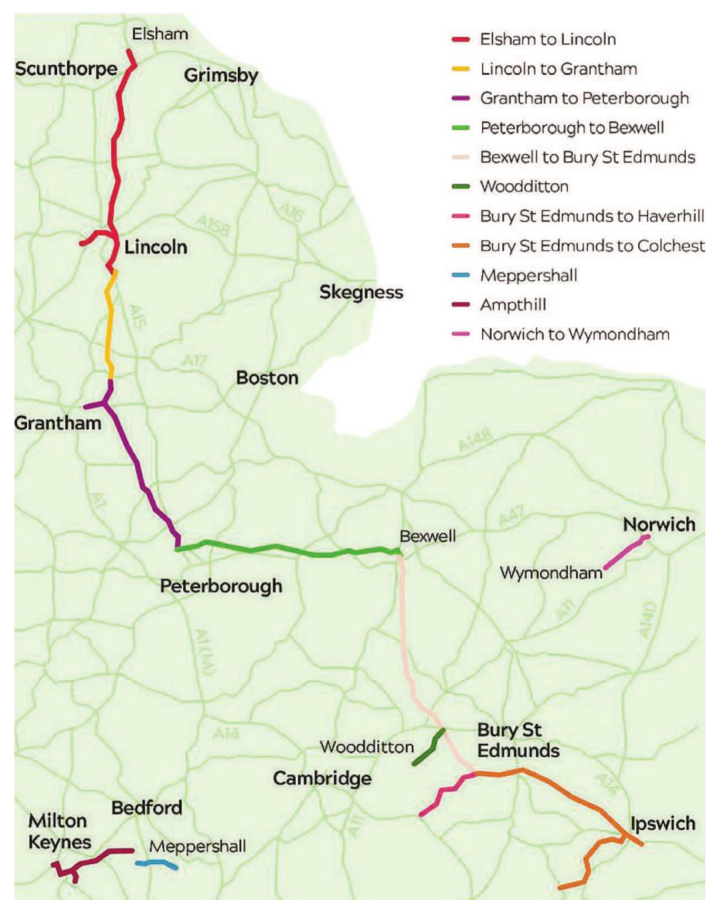 Elsham
Scunthorpe
Grimsby
Elsham to Lincoln
Lincoln to Grantham
Grantham to Peterborough
Peterborough to Bexwell
Bexwell to Bury St Edmunds
Woodditton
Bury St Edmunds to Haverhill
Bury St Edmunds to Colchest
Meppershall
Ampthill
Norwich to Wymondham
A158
A16
Lincoln
Skegness
A15
A17
Boston
Grantham
A148
A1
A47
Norwich
Bexwell
Wymondham
Peterborough
A11
A140
A1(M)
A14
Woodditton
Bury St
Edmunds
Cambridge
A14
Bedford
Milton
Keynes
A11
Ipswich
Meppershall